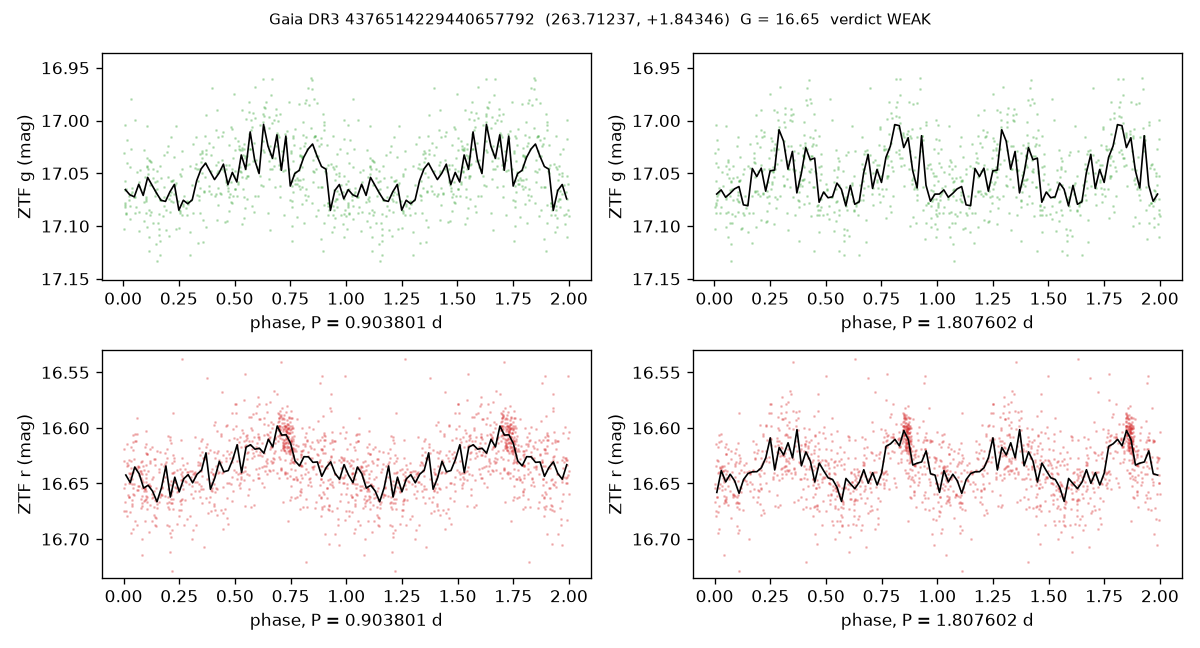 Gaia DR3 4376514229440657792  (263.71237, +1.84346)  G = 16.65  verdict WEAK
ZTF g (mag)
16.95
17.00
17.05
17.10
17.15
0.00 0.25 0.50 0.75 1.00 1.25 1.50 1.75 2.00
phase, P = 0.903801 d
ZTF g (mag)
16.95
17.00
17.05
17.10
17.15
0.00 0.25 0.50 0.75 1.00 1.25 1.50 1.75 2.00
phase, P = 1.807602 d
ZTF r (mag)
16.55
16.60
16.65
16.70
0.00 0.25 0.50 0.75 1.00 1.25 1.50 1.75 2.00
phase, P = 0.903801 d
ZTF r (mag)
16.55
16.60
16.65
16.70
0.00 0.25 0.50 0.75 1.00 1.25 1.50 1.75 2.00
phase, P = 1.807602 d